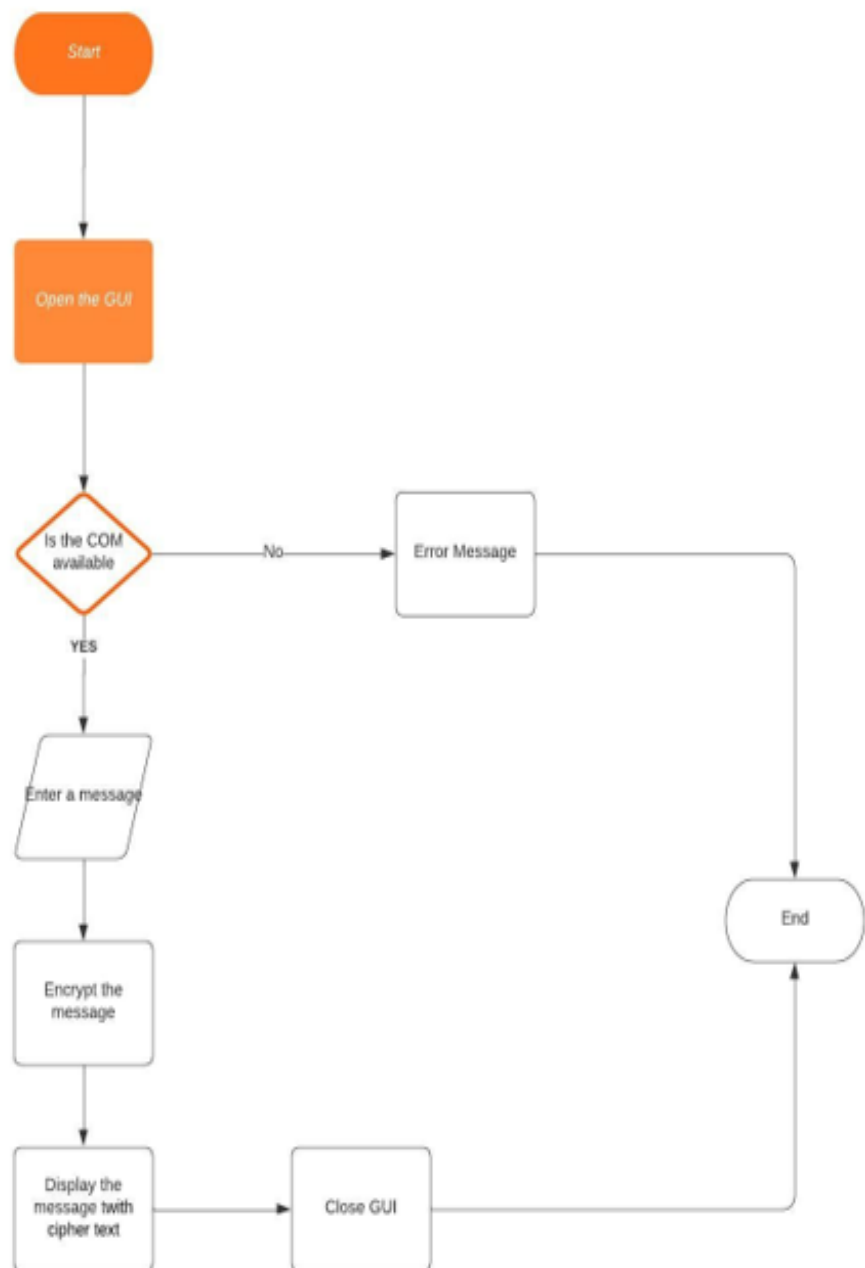 Start
Open the GUI
Is the COM
available
No
Error Message
YES
Enter a message
End
Encrypt the
message
Display the
message twith
cipher text
Close GUI